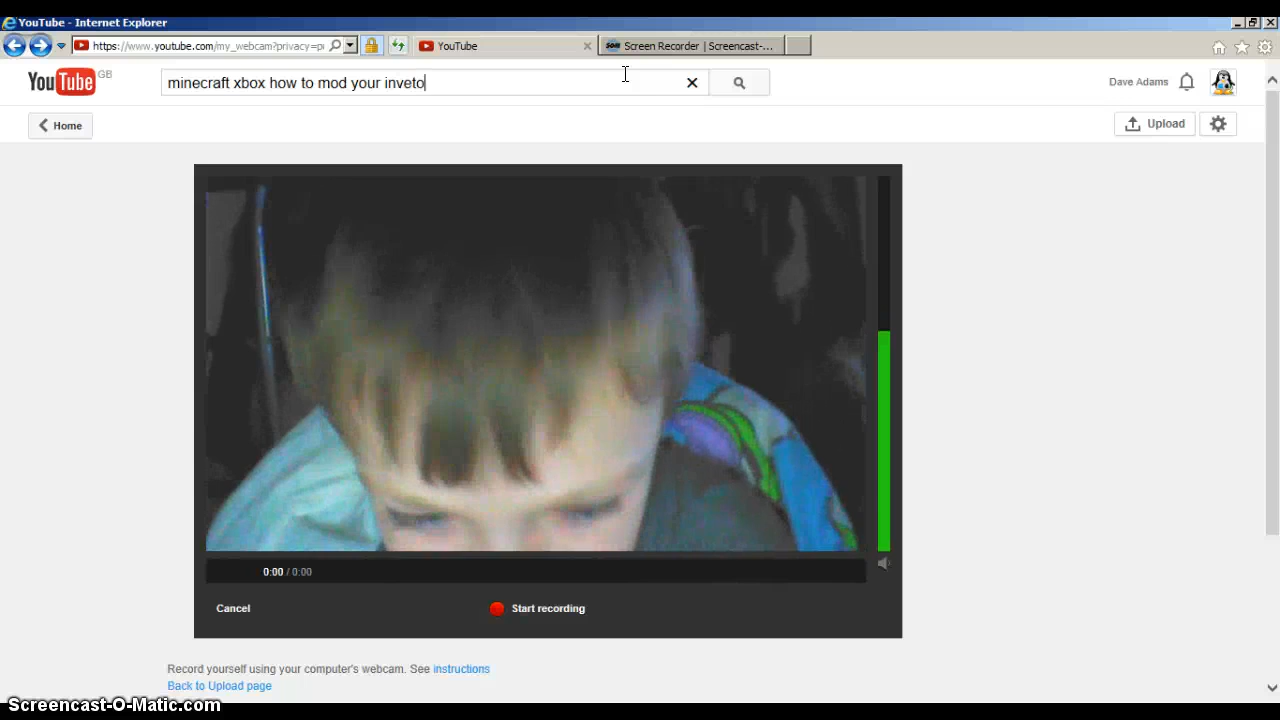 YouTube - Internet Explorer
https://www.youtube.com/my_webcam?privacy=p
YouTube
Screen Recorder | Screencast-...
YouTube GB
minecraft xbox how to mod your inveto
Dave Adams
Home
Upload
0:00 / 0:00
Cancel
Start recording
Record yourself using your computer's webcam. See instructions
Back to Upload page
Screencast-O-Matic.com